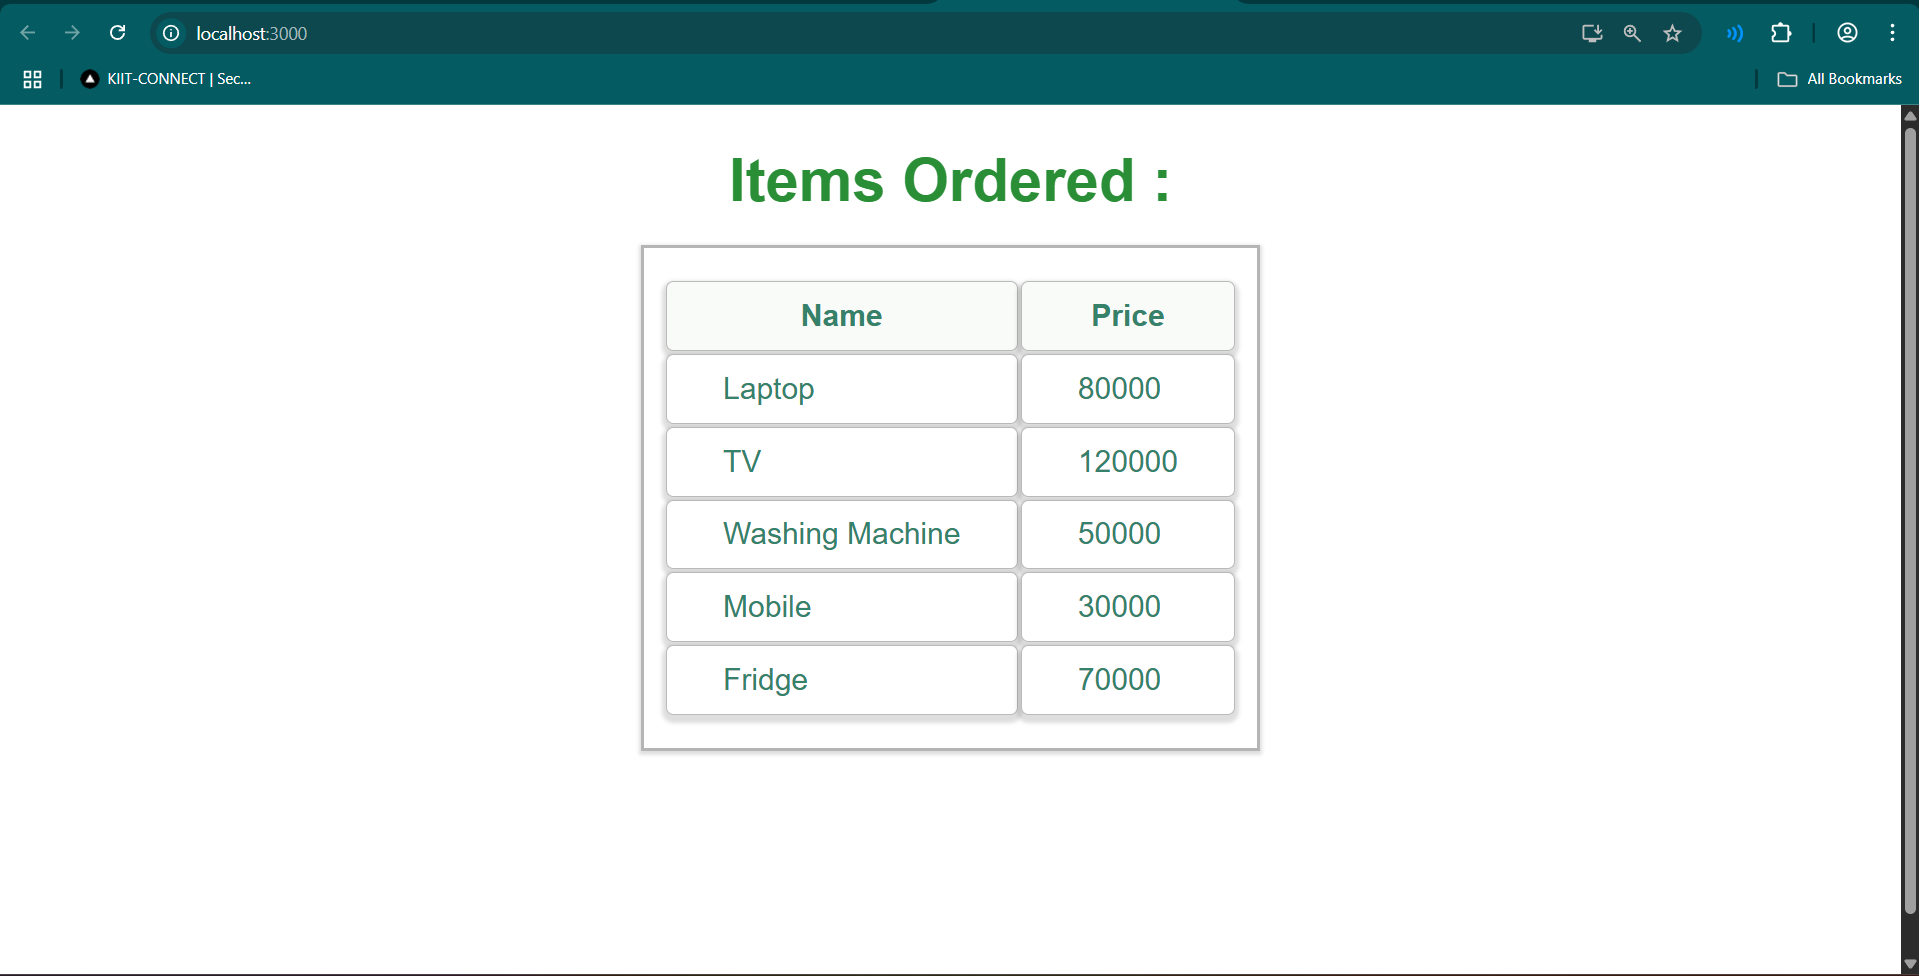 localhost:3000
KIIT-CONNECT | Sec...
All Bookmarks
Items Ordered :
Name Price
Laptop 80000
TV 120000
Washing Machine 50000
Mobile 30000
Fridge 70000